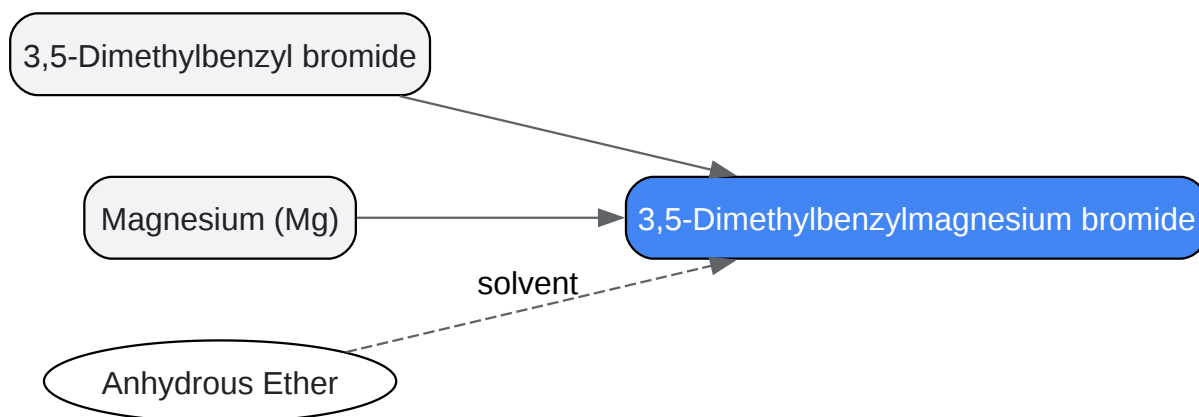 3,5-Dimethylbenzyl bromide
Magnesium (Mg)
3,5-Dimethylbenzylmagnesium bromide
solvent
Anhydrous Ether